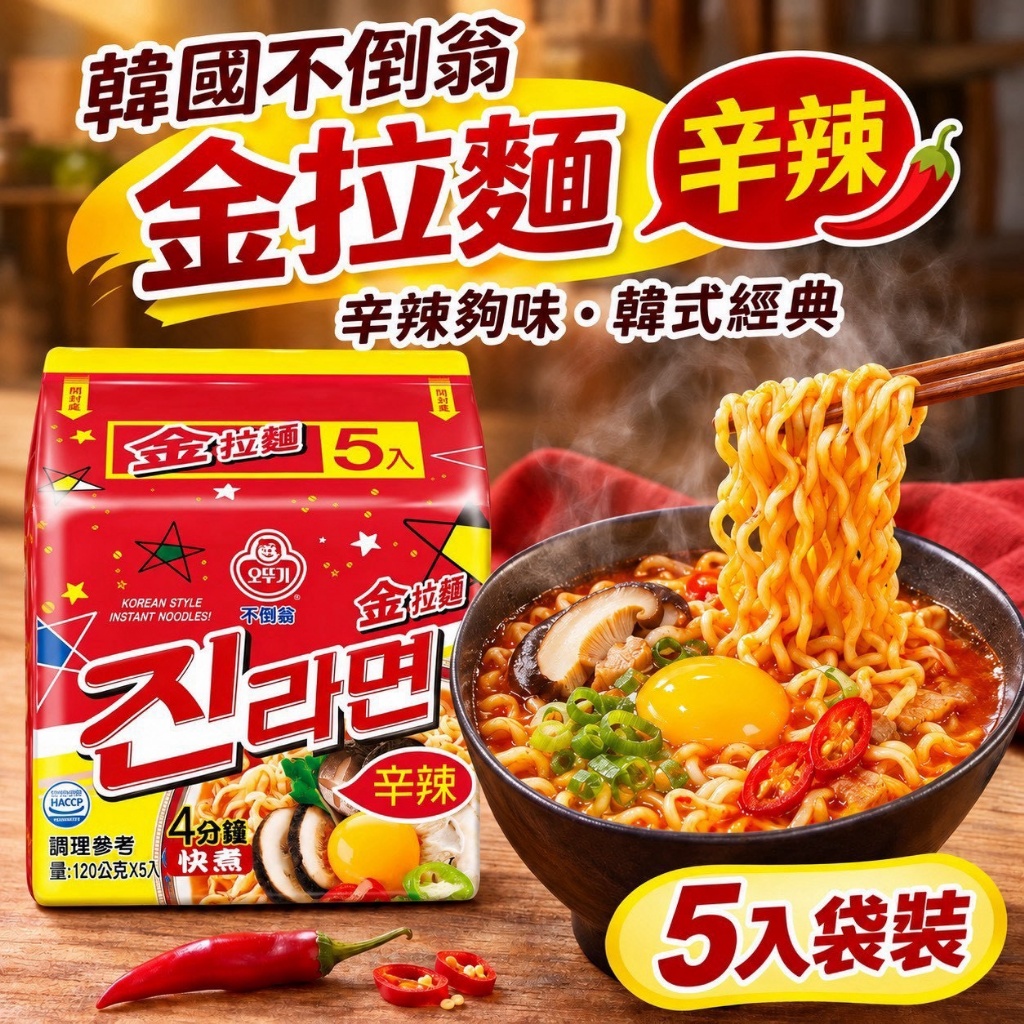 韓國不倒翁
金拉麵
辛辣
辛辣夠味・韓式經典
開封處
開封處
金拉麵 5入
오뚜기
®
不倒翁
KOREAN STYLE
INSTANT NOODLES!
金拉麵
진라면
辛辣
HACCP
4分鐘
快煮
調理參考
量:120公克X5入
5入袋裝